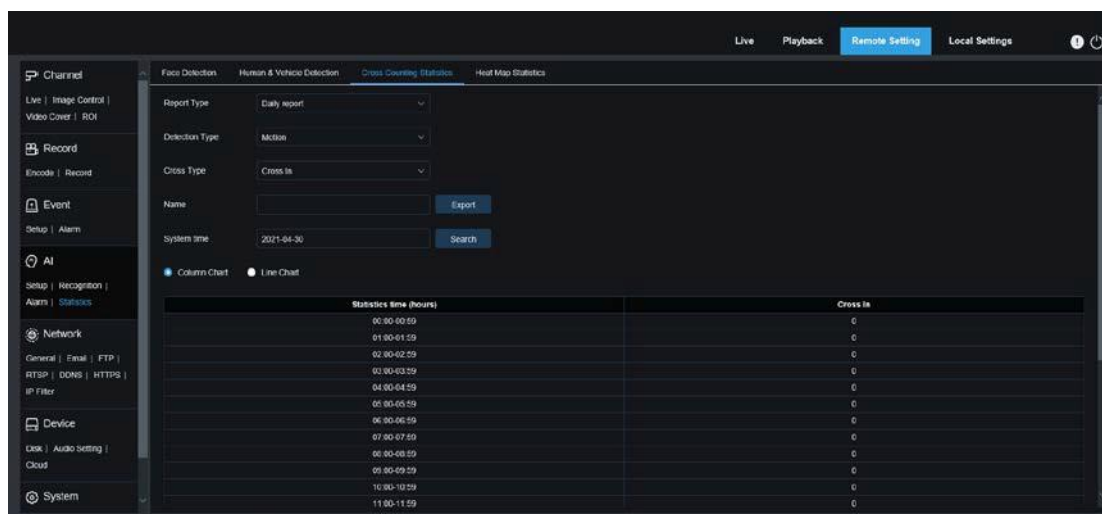 Live Playback Remote Setting Local Settings
Channel
Live | Image Control |
Video Cover | ROI
Record
Encode | Record
Event
Setup | Alarm
AI
Setup | Recognition |
Alarm | Statistics
Network
General | Email | FTP |
RTSP | DDNS | HTTPS |
IP Filter
Device
Disk | Audio Setting |
Cloud
System
Face Detection Human & Vehicle Detection Cross Counting Statistics Heat Map Statistics
Report Type Daily report
Detection Type Motion
Cross Type Cross In
Name Export
System time 2021-04-30 Search
Column Chart Line Chart
Statistics time (hours) Cross In
00:00-00:59 0
01:00-01:59 0
02:00-02:59 0
03:00-03:59 0
04:00-04:59 0
05:00-05:59 0
06:00-06:59 0
07:00-07:59 0
08:00-08:59 0
09:00-09:59 0
10:00-10:59 0
11:00-11:59 0